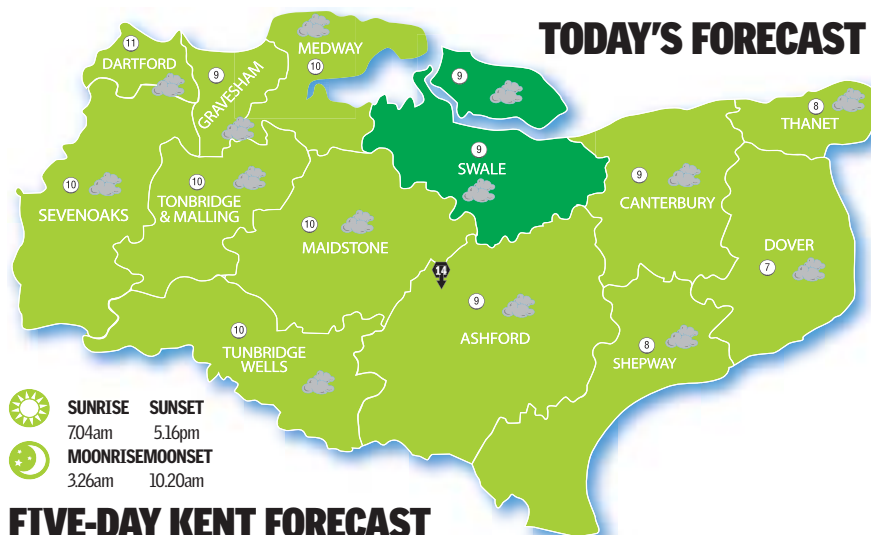 TODAY'S FORECAST
11
DARTFORD
9
GRAVESHAM
MEDWAY
10
9
8
THANET
10
SEVENOAKS
10
TONBRIDGE
& MALLING
9
SWALE
9
CANTERBURY
10
MAIDSTONE
DOVER
7
14
9
ASHFORD
10
TUNBRIDGE
WELLS
8
SHEPWAY
SUNRISE SUNSET
7.04am 5.16pm
MOONRISE MOONSET
3.26am 10.20am
FIVE-DAY KENT FORECAST